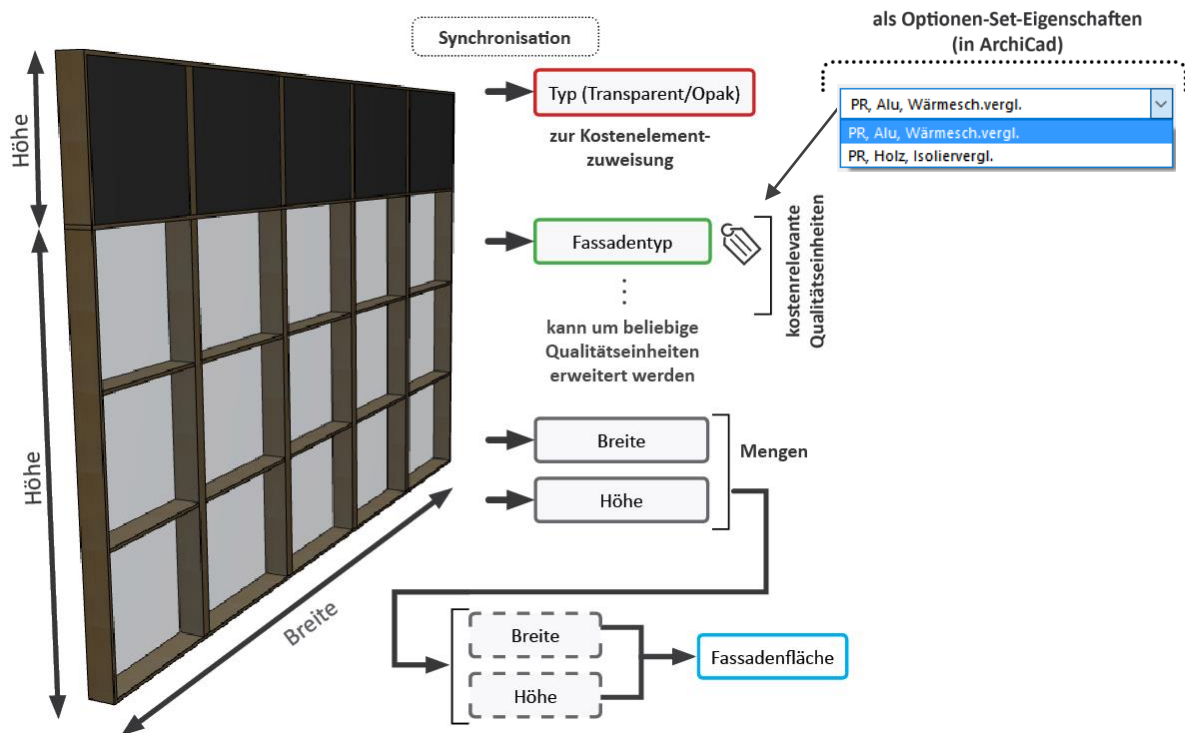 als Optionen-Set-Eigenschaften
(in ArchiCad)
Synchronisation
Typ (Transparent/Opak)
PR, Alu, Wärmesch.vergl.
PR, Alu, Wärmesch.vergl.
PR, Holz, Isoliervergl.
zur Kostenelement-
zuweisung
Höhe
Fassadentyp
kostenrelevante
Qualitätseinheiten
kann um beliebige
Qualitätseinheiten
erweitert werden
Höhe
Breite
Mengen
Höhe
Breite
Breite
Fassadenfläche
Höhe